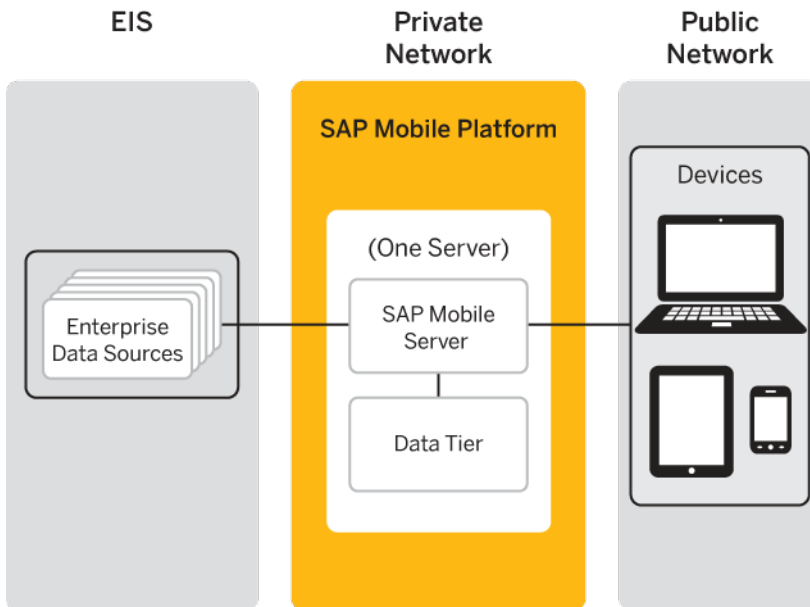 EIS
Private
Network
Public
Network
SAP Mobile Platform
(One Server)
SAP Mobile
Server
Data Tier
Enterprise
Data Sources
Devices